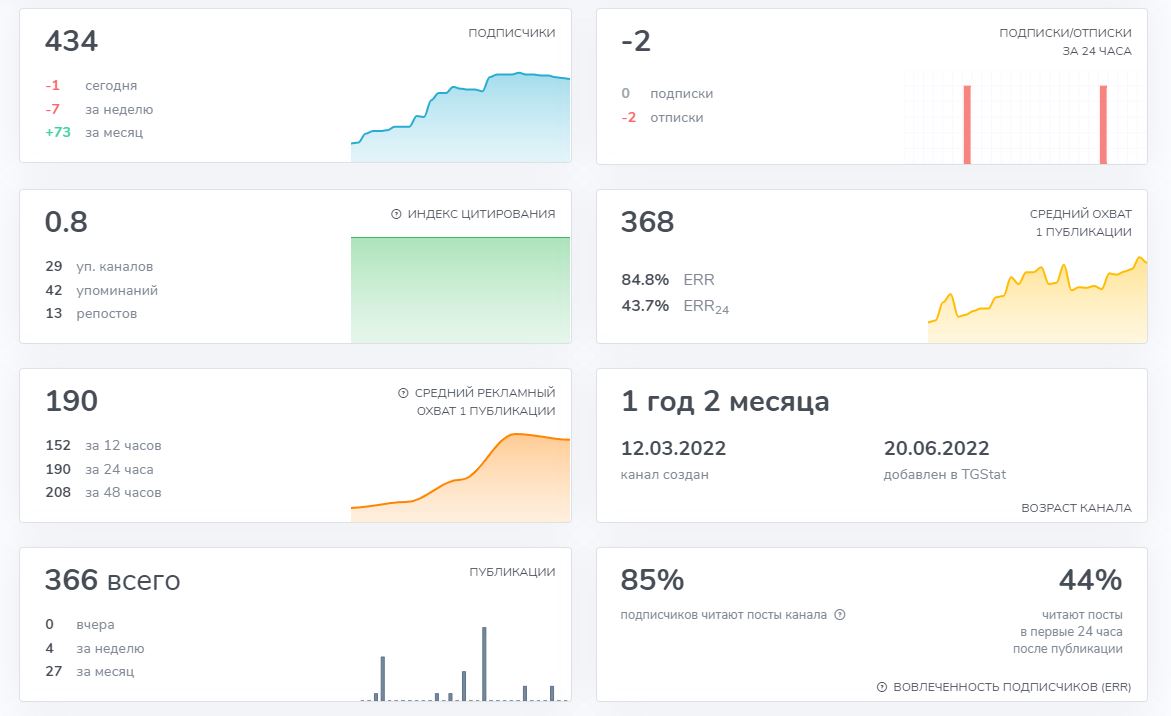 434
ПОДПИСЧИКИ
-1 сегодня
-7 за неделю
+73 за месяц
-2
ПОДПИСКИ/ОТПИСКИ
ЗА 24 ЧАСА
0 подписки
-2 отписки
0.8
ИНДЕКС ЦИТИРОВАНИЯ
29 уп. каналов
42 упоминаний
13 репостов
368
СРЕДНИЙ ОХВАТ
1 ПУБЛИКАЦИИ
84.8% ERR
43.7% ERR24
190
СРЕДНИЙ РЕКЛАМНЫЙ
ОХВАТ 1 ПУБЛИКАЦИИ
152 за 12 часов
190 за 24 часа
208 за 48 часов
1 год 2 месяца
12.03.2022
канал создан
20.06.2022
добавлен в TGStat
ВОЗРАСТ КАНАЛА
366 всего
ПУБЛИКАЦИИ
0 вчера
4 за неделю
27 за месяц
85%
подписчиков читают посты канала
44%
читают посты
в первые 24 часа
после публикации
ВОВЛЕЧЕННОСТЬ ПОДПИСЧИКОВ (ERR)